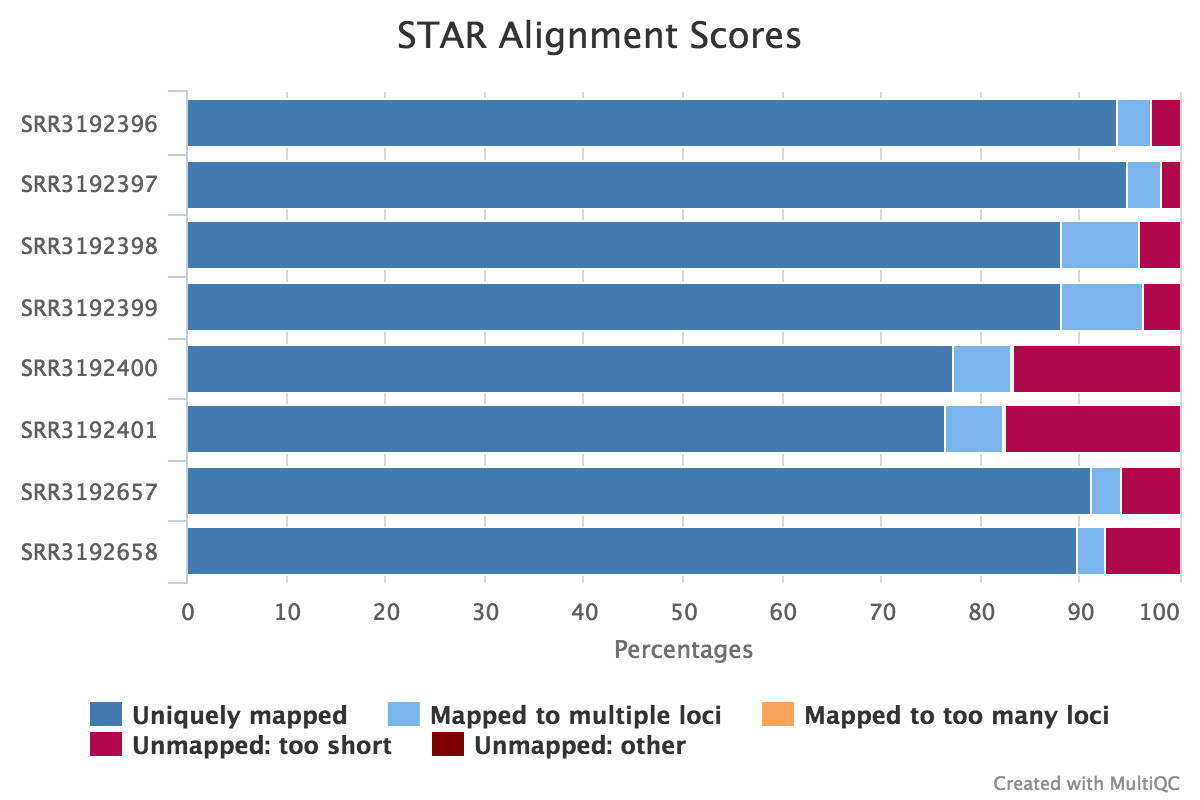 STAR Alignment Scores
SRR3192396
SRR3192397
SRR3192398
SRR3192399
SRR3192400
SRR3192401
SRR3192657
SRR3192658
0 10 20 30 40 50 60 70 80 90 100
Percentages
Uniquely mapped Mapped to multiple loci Mapped to too many loci
Unmapped: too short Unmapped: other
Created with MultiQC